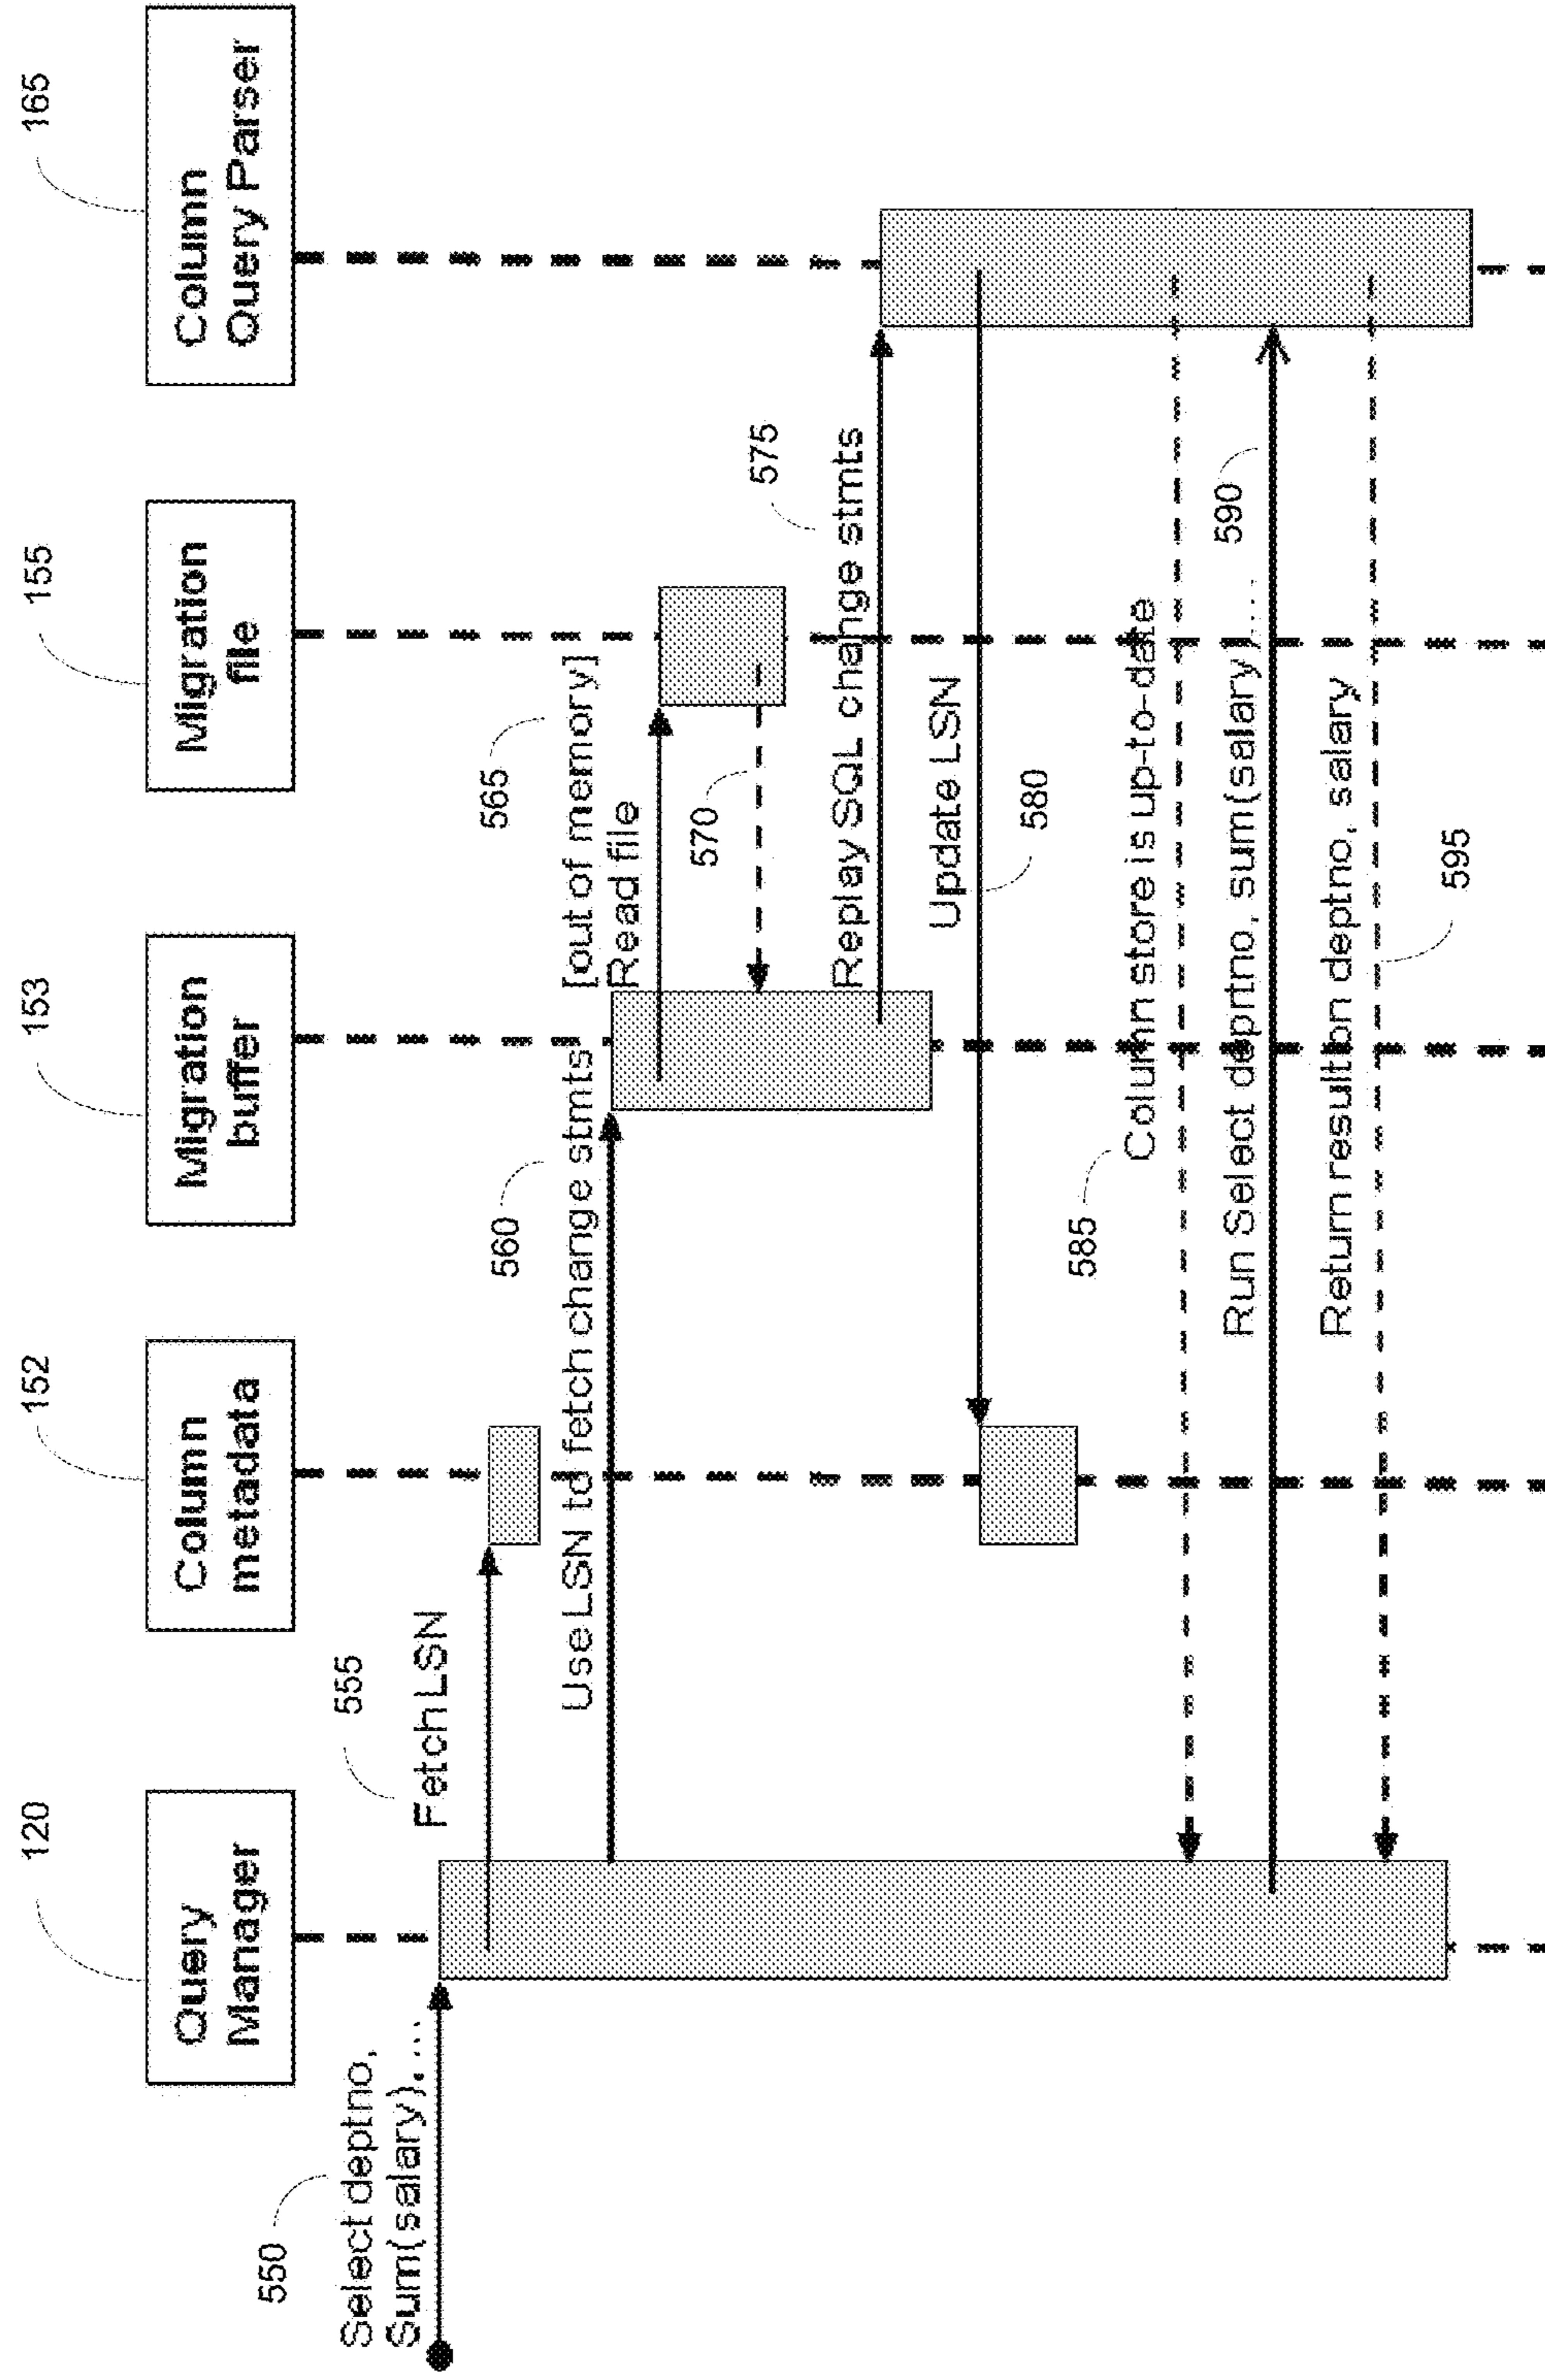 120
152
153
155
165
Query
Manager
Column
metadata
Migration
buffer
Migration
file
Column
Query Parser
550
Select deptno,
Sum(salary),...
555
Fetch LSN
560
Use LSN to fetch change stmts
565
[out of memory]
Read file
570
575
Replay SQL change stmts
Update LSN
580
585
Column store is up-to-date
Run Select deptno, sum(salary),...
590
Return resultion deptno, salary
595